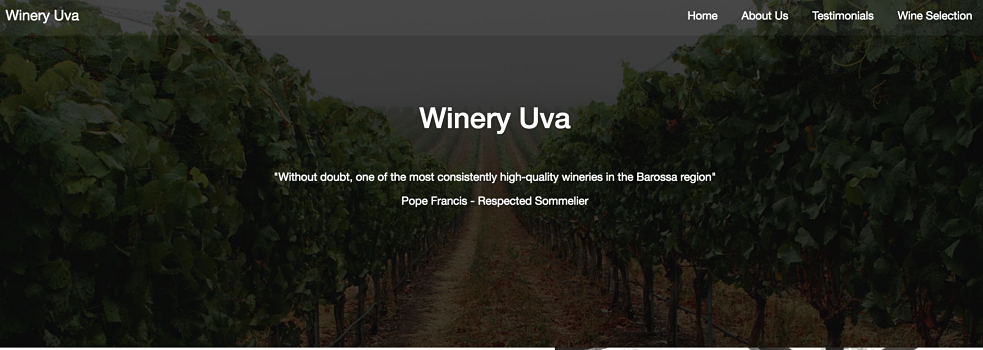 Winery Uva
Home About Us Testimonials Wine Selection
Winery Uva
"Without doubt, one of the most consistently high-quality wineries in the Barossa region"
Pope Francis - Respected Sommelier